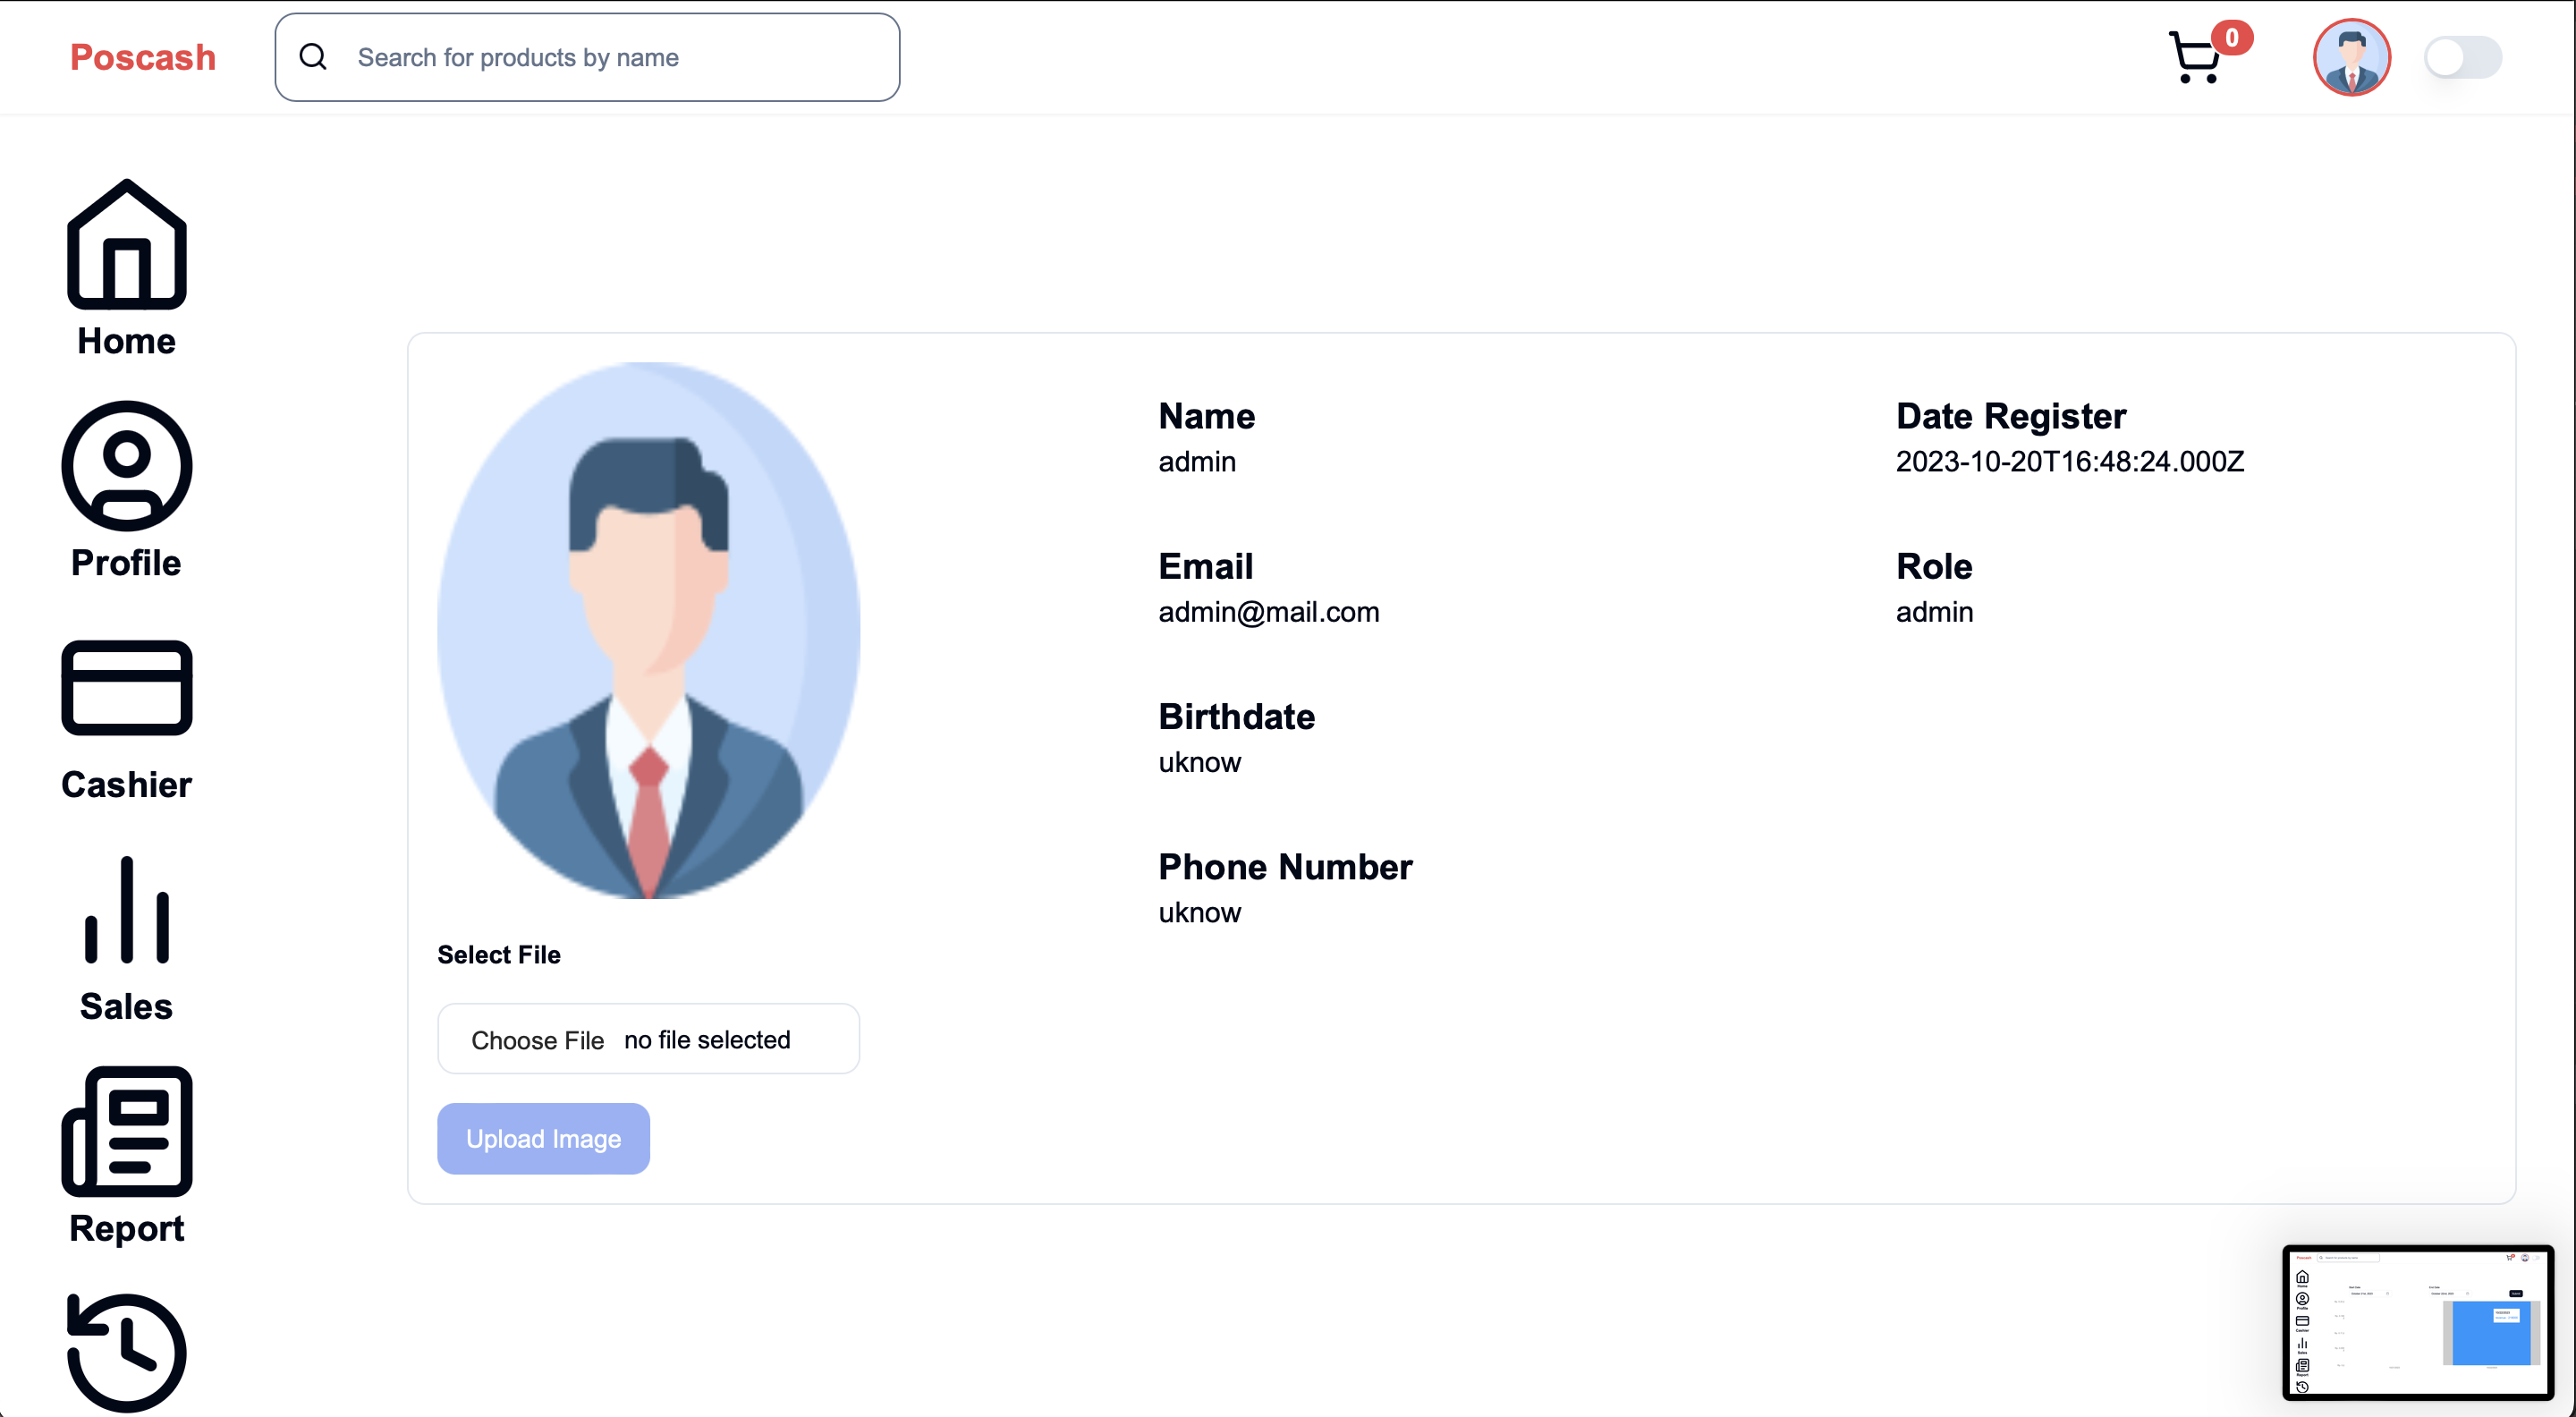 Poscash
Search for products by name
0
Home
Profile
Cashier
Sales
Report
Name
admin
Email
admin@mail.com
Birthdate
uknow
Phone Number
uknow
Date Register
2023-10-20T16:48:24.000Z
Role
admin
Select File
Choose File no file selected
Upload Image